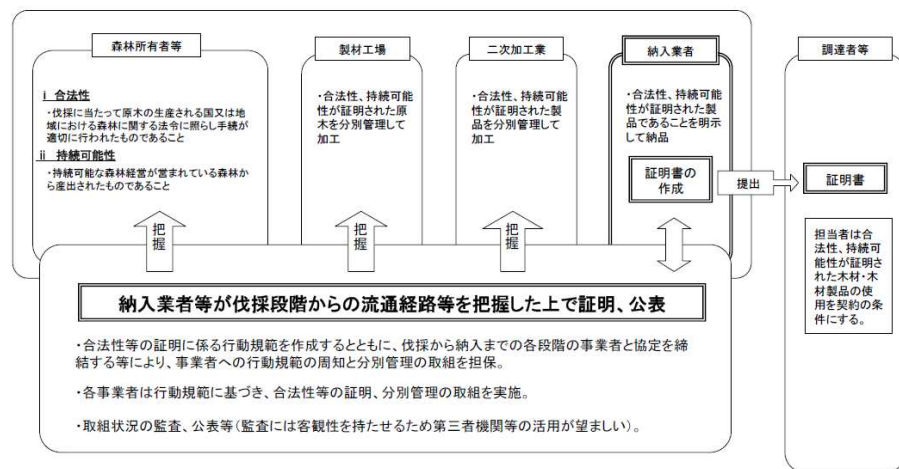 森林所有者等
ⅰ 合法性
・伐採に当たって原木の生産される国又は地
域における森林に関する法令に照らし手続が
適切に行われたものであること
ⅱ 持続可能性
・持続可能な森林経営が営まれている森林か
ら産出されたものであること
製材工場
・合法性、持続可能
性が証明された原
木を分別管理して
加工
二次加工業
・合法性、持続可能
性が証明された製
品を分別管理して
加工
納入業者
・合法性、持続可能
性が証明された製
品であることを明示
して納品
証明書の
作成
提出
調達者等
証明書
担当者は合
法性、持続可
能性が証明さ
れた木材・木
材製品の使
用を契約の条
件にする。
把握
把握
把握
納入業者等が伐採段階からの流通経路等を把握した上で証明、公表
・合法性等の証明に係る行動規範を作成するとともに、伐採から納入までの各段階の事業者と協定を締
結する等により、事業者への行動規範の周知と分別管理の取組を担保。
・各事業者は行動規範に基づき、合法性等の証明、分別管理の取組を実施。
・取組状況の監査、公表等（監査には客観性を持たせるため第三者機関等の活用が望ましい）。